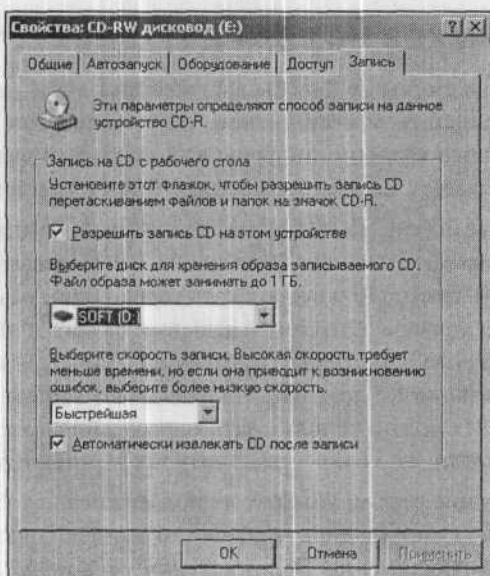 Свойства: CD-RW дисковод (E:)
Общие Автозапуск Оборудование Доступ Запись
Эти параметры определяют способ записи на данное
устройство CD-R.
Запись на CD с рабочего стола
Установите этот флажок, чтобы разрешить запись CD
перетаскиванием файлов и папок на значок CD-R.
Разрешить запись CD на этом устройстве
Выберите диск для хранения образа записываемого CD.
Файл образа может занимать до 1 ГБ.
SOFT (D:)
Выберите скорость записи. Высокая скорость требует
меньше времени, но если она приводит к возникновению
ошибок, выберите более низкую скорость.
Быстрейшая
Автоматически извлекать CD после записи
OK Отмена Применить